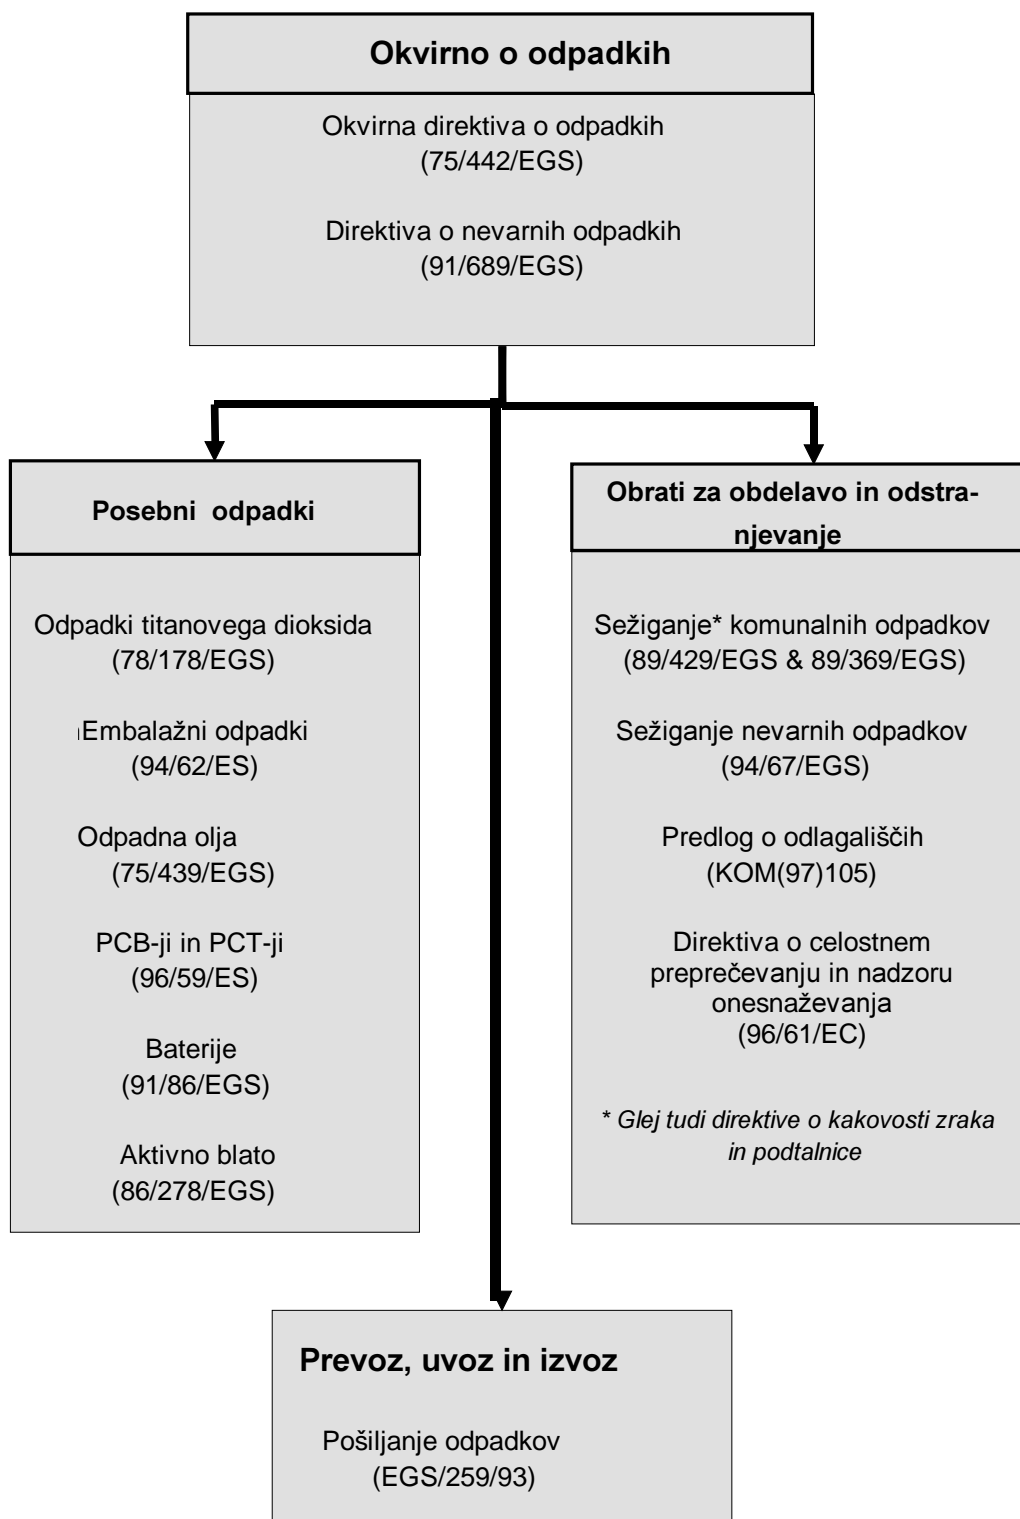 Okvirno o odpadkih
Okvirna direktiva o odpadkih
(75/442/EGS)
Direktiva o nevarnih odpadkih
(91/689/EGS)
Posebni odpadki
Odpadki titanovega dioksida
(78/178/EGS)
Embalažni odpadki
(94/62/ES)
Odpadna olja
(75/439/EGS)
PCB-ji in PCT-ji
(96/59/ES)
Baterije
(91/86/EGS)
Aktivno blato
(86/278/EGS)
Obrati za obdelavo in odstra-
njevanje
Sežiganje* komunalnih odpadkov
(89/429/EGS & 89/369/EGS)
Sežiganje nevarnih odpadkov
(94/67/EGS)
Predlog o odlagališčih
(KOM(97)105)
Direktiva o celostnem
preprečevanju in nadzoru
onesnaževanja
(96/61/EC)
* Glej tudi direktive o kakovosti zraka
in podtalnice
Prevoz, uvoz in izvoz
Pošiljanje odpadkov
(EGS/259/93)